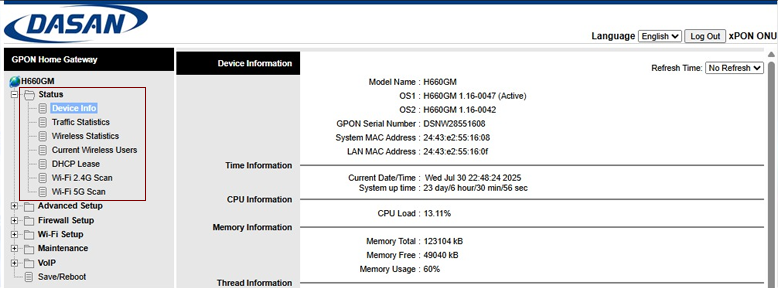 DASAN
Language English Log Out xPON ONU
GPON Home Gateway
H660GM
Status
Device Info
Traffic Statistics
Wireless Statistics
Current Wireless Users
DHCP Lease
Wi-Fi 2.4G Scan
Wi-Fi 5G Scan
Advanced Setup
Firewall Setup
Wi-Fi Setup
Maintenance
VoIP
Save/Reboot
Device Information
Refresh Time: No Refresh
Model Name : H660GM
OS1 : H660GM 1.16-0047 (Active)
OS2 : H660GM 1.16-0042
GPON Serial Number : DSNW28551608
System MAC Address : 24:43:e2:55:16:08
LAN MAC Address : 24:43:e2:55:16:0f
Time Information
Current Date/Time : Wed Jul 30 22:48:24 2025
System up time : 23 day/6 hour/30 min/56 sec
CPU Information
CPU Load : 13.11%
Memory Information
Memory Total : 123104 kB
Memory Free : 49040 kB
Memory Usage : 60%
Thread Information